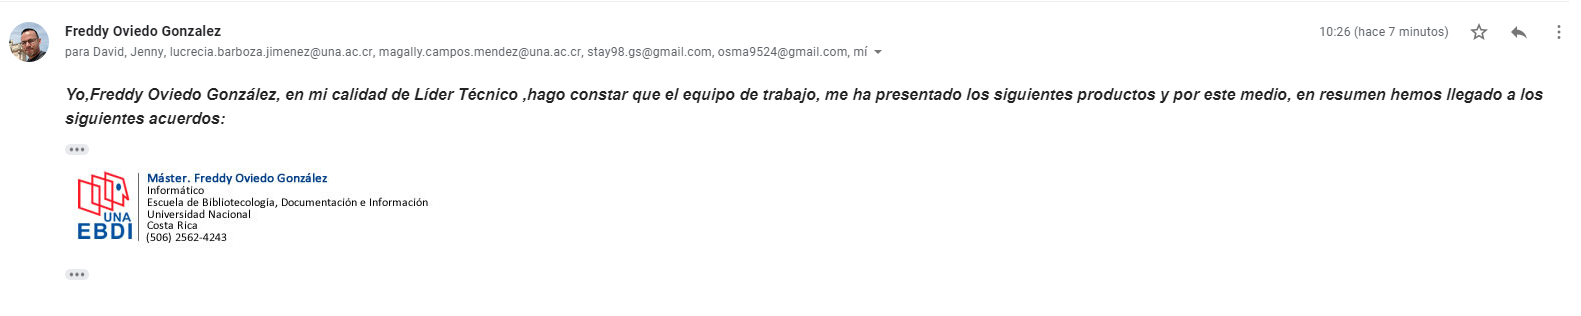 Freddy Oviedo Gonzalez
10:26 (hace 7 minutos)
para David, Jenny, lucrecia.barboza.jimenez@una.ac.cr, magally.campos.mendez@una.ac.cr, stay98.gs@gmail.com, osma9524@gmail.com, mí
Yo,Freddy Oviedo González, en mi calidad de Líder Técnico ,hago constar que el equipo de trabajo, me ha presentado los siguientes productos y por este medio, en resumen hemos llegado a los
siguientes acuerdos:
UNA
EBDI
Máster. Freddy Oviedo González
Informático
Escuela de Bibliotecología, Documentación e Información
Universidad Nacional
Costa Rica
(506) 2562-4243